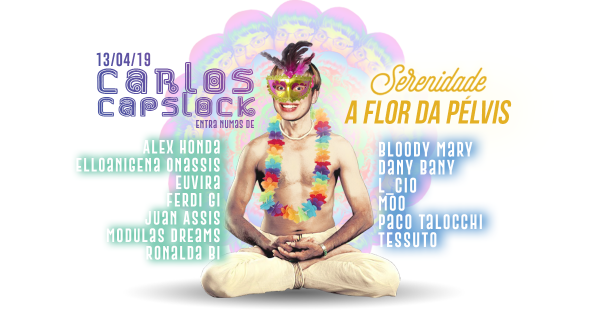 13/04/19
CARLOS
CAPSLOCK
ENTRA NUMAS DE
Serenidade
A FLOR DA PÉLVIS
ALEX HONDA
ELLOANIGENA ONASSIS
EUVIRA
FERDI GI
JUAN ASSIS
MODULAS DREAMS
RONALDA BI
BLOODY MARY
DANY BANY
L_CIO
MOO
PACO TALOCCHI
TESSUTO